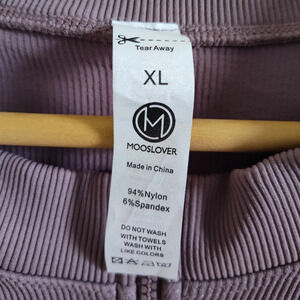 Tear Away
XL
M
MOOSLOVER
Made in China
94%Nylon
6%Spandex
DO NOT WASH
WITH TOWELS
WASH WITH
LIKE COLORS